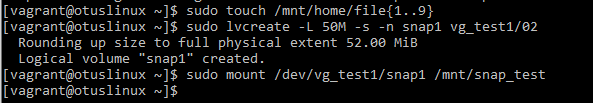 [vagrant@otuslinux ~]$ sudo touch /mnt/home/file{1..9}
[vagrant@otuslinux ~]$ sudo lvcreate -L 50M -s -n snap1 vg_test1/02
  Rounding up size to full physical extent 52.00 MiB
  Logical volume "snap1" created.
[vagrant@otuslinux ~]$ sudo mount /dev/vg_test1/snap1 /mnt/snap_test
[vagrant@otuslinux ~]$